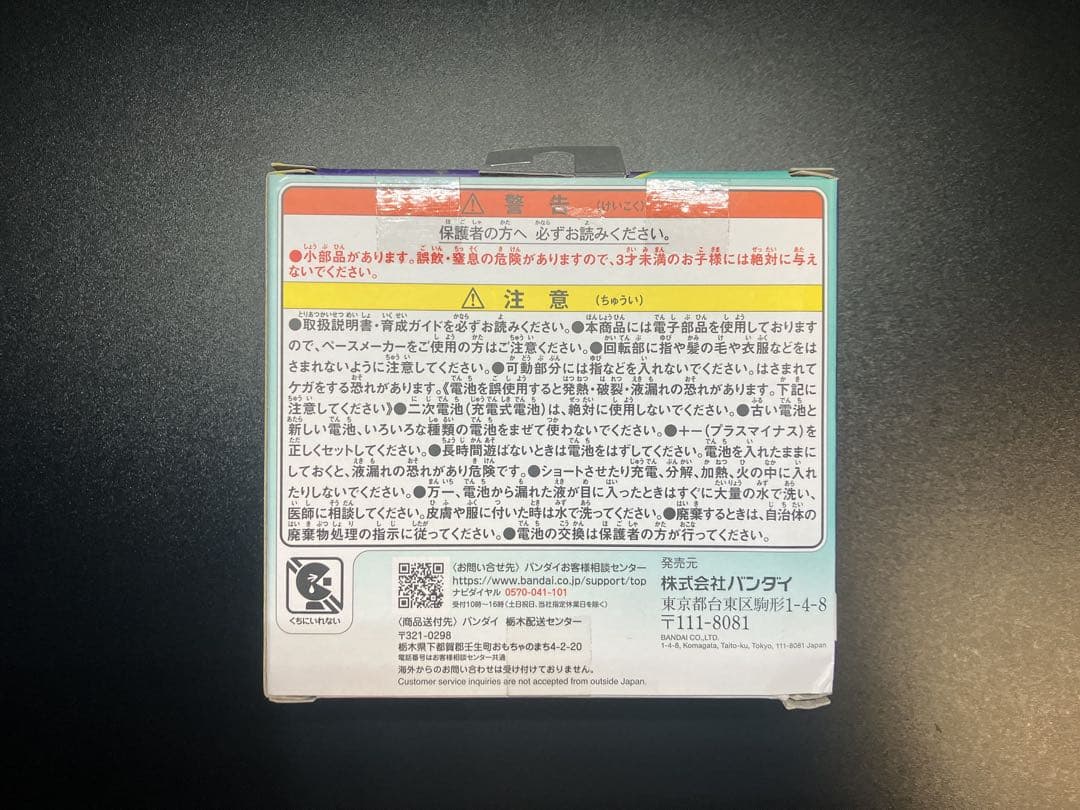 ⚠ 警告 (けいこく)
保護者の方へ 必ずお読みください。
●小部品があります。誤飲・窒息の危険がありますので、3才未満のお子様には絶対に与え
ないでください。
⚠ 注意 (ちゅうい)
●取扱説明書・育成ガイドを必ずお読みください。●本商品には電子部品を使用しております
ので、ペースメーカーをご使用の方はご注意ください。●回転部に指や髪の毛や衣服などをは
さまれないように注意してください。●可動部分には指などを入れないでください。はさまれて
ケガをする恐れがあります。《電池を誤使用すると発熱・破裂・液漏れの恐れがあります。下記に
注意してください》●二次電池(充電式電池)は、絶対に使用しないでください。●古い電池と
新しい電池、いろいろな種類の電池をまぜて使わないでください。●+-(プラスマイナス)を
正しくセットしてください。●長時間遊ばないときは電池をはずしてください。電池を入れたままに
しておくと、液漏れの恐れがあり危険です。●ショートさせたり充電、分解、加熱、火の中に入れ
たりしないでください。●万一、電池から漏れた液が目に入ったときはすぐに大量の水で洗い、
医師に相談してください。皮膚や服に付いた時は水で洗ってください。●廃棄するときは、自治体の
廃棄物処理の指示に従ってください。●電池の交換は保護者の方が行ってください。
くちにいれない
〈お問い合せ先〉バンダイお客様相談センター
https://www.bandai.co.jp/support/top
ナビダイヤル 0570-041-101
受付10時~16時(土日祝日、当社指定休業日を除く)
〈商品送付先〉バンダイ 栃木配送センター
〒321-0298
栃木県下都賀郡壬生町おもちゃのまち4-2-20
電話番号はお客様相談センター共通
海外からのお問い合わせは受け付けておりません。
Customer service inquiries are not accepted from outside Japan.
発売元
株式会社バンダイ
東京都台東区駒形1-4-8
〒111-8081
BANDAI CO.,LTD.
1-4-8, Komagata, Taito-ku, Tokyo, 111-8081 Japan